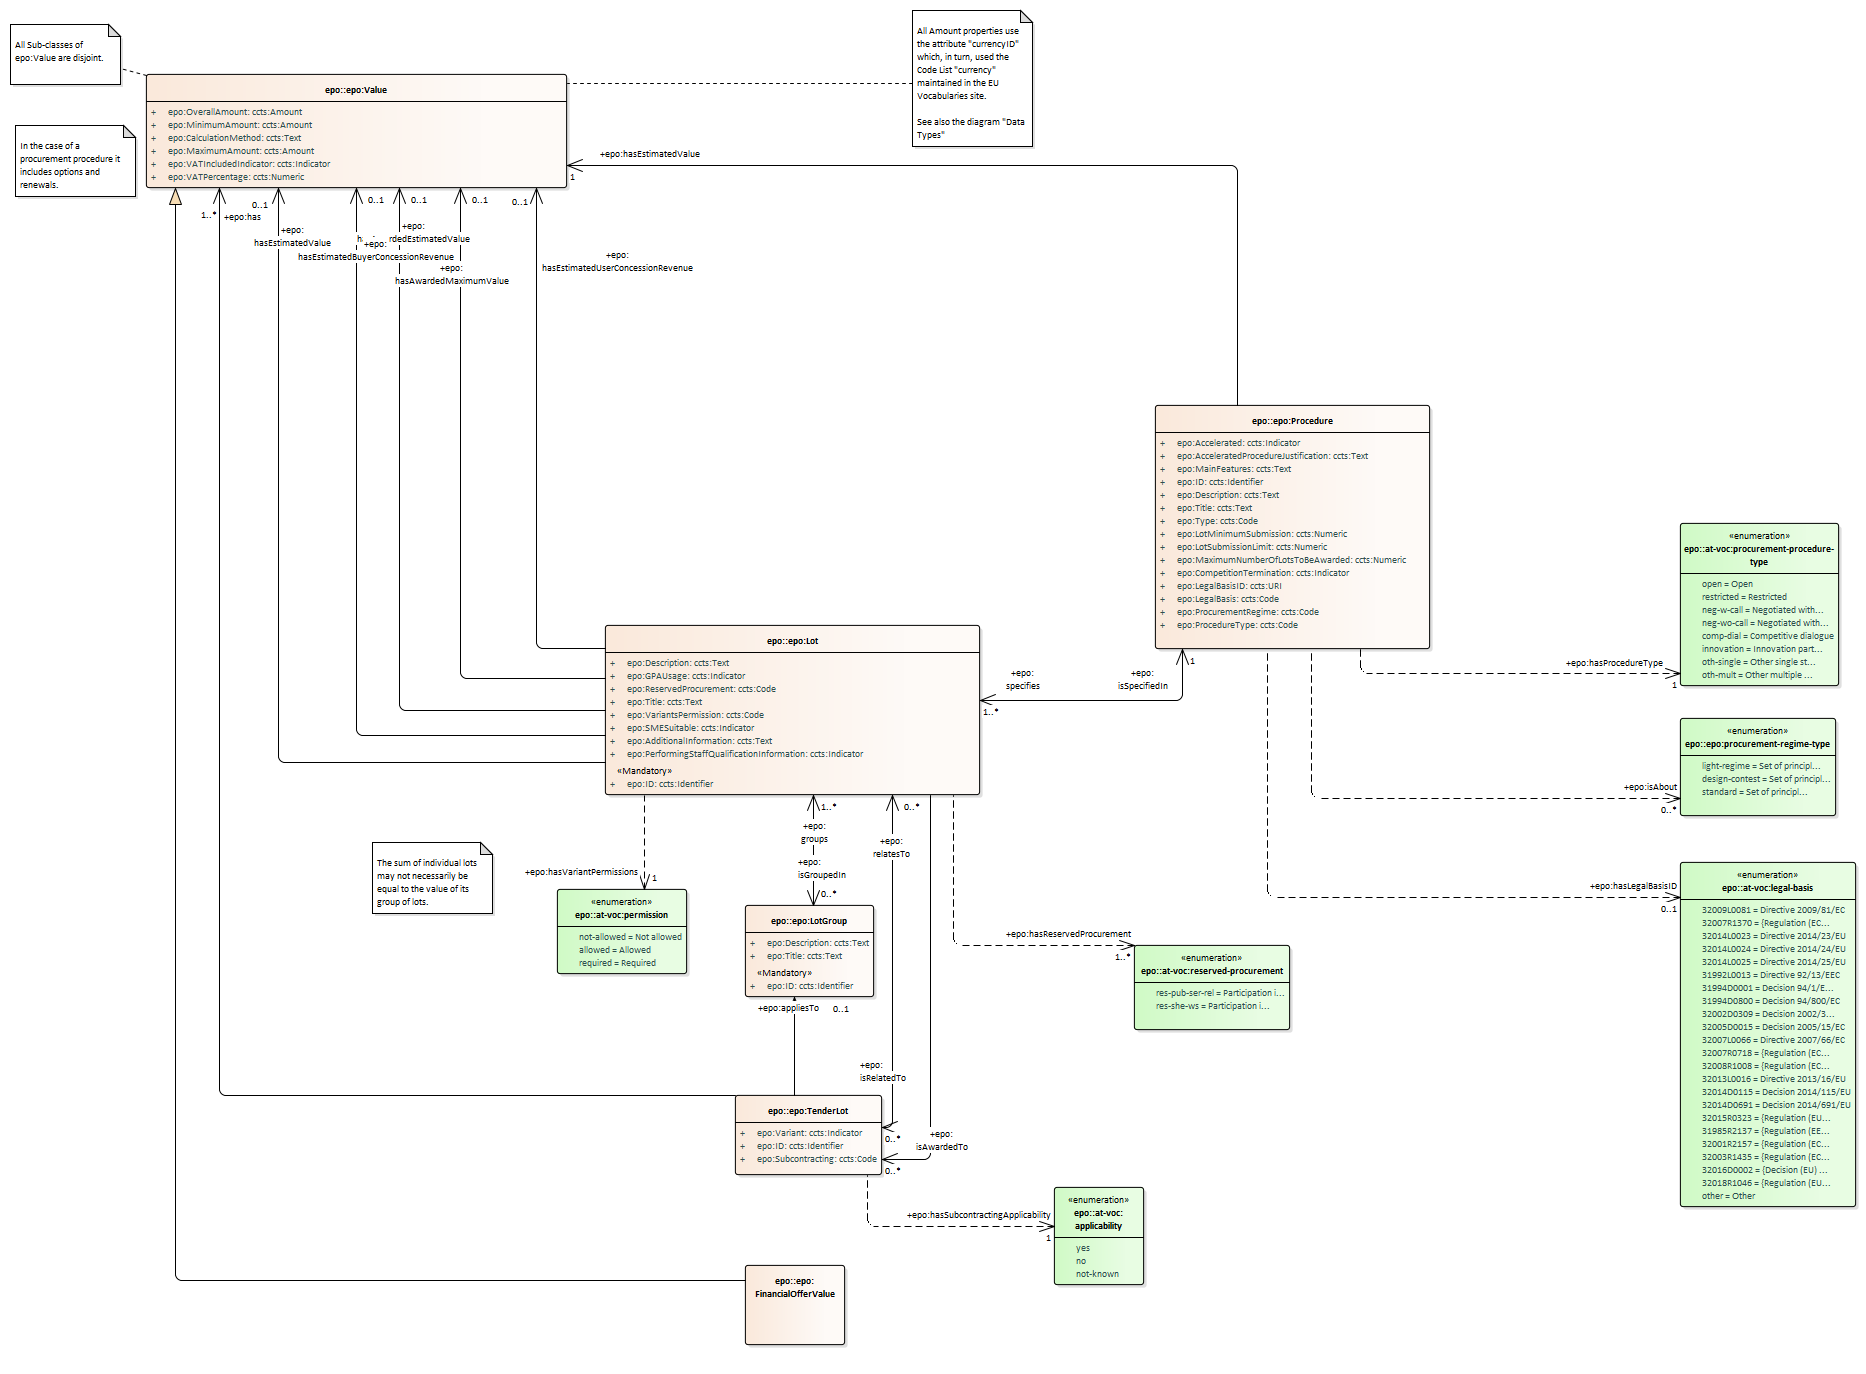 All Sub-classes of
epo:Value are disjoint.
In the case of a
procurement procedure it
includes options and
renewals.
All Amount properties use
the attribute "currencyID"
which, in turn, used the
Code List "currency"
maintained in the EU
Vocabularies site.
See also the diagram "Data
Types"
epo::epo:Value
+ epo:OverallAmount: ccts:Amount
+ epo:MinimumAmount: ccts:Amount
+ epo:CalculationMethod: ccts:Text
+ epo:MaximumAmount: ccts:Amount
+ epo:VATIncludedIndicator: ccts:Indicator
+ epo:VATPercentage: ccts:Numeric
+epo:hasEstimatedValue
1
1..*
+epo:has
0..1
+epo:
hasEstimatedValue
0..1
+epo:
hasEstimatedBuyerConcessionRevenue
0..1
+epo:
rdedEstimatedValue
0..1
+epo:
hasAwardedMaximumValue
0..1
+epo:
hasEstimatedUserConcessionRevenue
epo::epo:Procedure
+ epo:Accelerated: ccts:Indicator
+ epo:AcceleratedProcedureJustification: ccts:Text
+ epo:MainFeatures: ccts:Text
+ epo:ID: ccts:Identifier
+ epo:Description: ccts:Text
+ epo:Title: ccts:Text
+ epo:Type: ccts:Code
+ epo:LotMinimumSubmission: ccts:Numeric
+ epo:LotSubmissionLimit: ccts:Numeric
+ epo:MaximumNumberOfLotsToBeAwarded: ccts:Numeric
+ epo:CompetitionTermination: ccts:Indicator
+ epo:LegalBasisID: ccts:URI
+ epo:LegalBasis: ccts:Code
+ epo:ProcurementRegime: ccts:Code
+ epo:ProcedureType: ccts:Code
«enumeration»
epo::at-voc:procurement-procedure-
type
open = Open
restricted = Restricted
neg-w-call = Negotiated with...
neg-wo-call = Negotiated with...
comp-dial = Competitive dialogue
innovation = Innovation part...
oth-single = Other single st...
oth-mult = Other multiple ...
+epo:hasProcedureType
1
epo::epo:Lot
+ epo:Description: ccts:Text
+ epo:GPAUsage: ccts:Indicator
+ epo:ReservedProcurement: ccts:Code
+ epo:Title: ccts:Text
+ epo:VariantsPermission: ccts:Code
+ epo:SMESuitable: ccts:Indicator
+ epo:AdditionalInformation: ccts:Text
+ epo:PerformingStaffQualificationInformation: ccts:Indicator
«Mandatory»
+ epo:ID: ccts:Identifier
+epo:
specifies
1..*
+epo:
isSpecifiedIn
1
«enumeration»
epo::epo:procurement-regime-type
light-regime = Set of principl...
design-contest = Set of principl...
standard = Set of principl...
+epo:isAbout
0..*
«enumeration»
epo::at-voc:legal-basis
32009L0081 = Directive 2009/81/EC
32007R1370 = {Regulation (EC...
32014L0023 = Directive 2014/23/EU
32014L0024 = Directive 2014/24/EU
32014L0025 = Directive 2014/25/EU
31992L0013 = Directive 92/13/EEC
31994D0001 = Decision 94/1/E...
31994D0800 = Decision 94/800/EC
32002D0309 = Decision 2002/3...
32005D0015 = Decision 2005/15/EC
32007L0066 = Directive 2007/66/EC
32007R0718 = {Regulation (EC...
32008R1008 = {Regulation (EC...
32013L0016 = Directive 2013/16/EU
32014D0115 = Decision 2014/115/EU
32014D0691 = Decision 2014/691/EU
32015R0323 = {Regulation (EU...
31985R2137 = {Regulation (EE...
32001R2157 = {Regulation (EC...
32003R1435 = {Regulation (EC...
32016D0002 = {Decision (EU) ...
32018R1046 = {Regulation (EU...
other = Other
+epo:hasLegalBasisID
0..1
The sum of individual lots
may not necessarily be
equal to the value of its
group of lots.
+epo:hasVariantPermissions
1
«enumeration»
epo::at-voc:permission
not-allowed = Not allowed
allowed = Allowed
required = Required
1..*
+epo:
groups
+epo:
isGroupedIn
0..*
epo::epo:LotGroup
+ epo:Description: ccts:Text
+ epo:Title: ccts:Text
«Mandatory»
+ epo:ID: ccts:Identifier
+epo:appliesTo
0..1
0..*
+epo:
relatesTo
+epo:hasReservedProcurement
1..*
«enumeration»
epo::at-voc:reserved-procurement
res-pub-ser-rel = Participation i...
res-she-ws = Participation i...
+epo:
isRelatedTo
0..*
epo::epo:TenderLot
+ epo:Variant: ccts:Indicator
+ epo:ID: ccts:Identifier
+ epo:Subcontracting: ccts:Code
+epo:
isAwardedTo
0..*
+epo:hasSubcontractingApplicability
1
«enumeration»
epo::at-voc:
applicability
yes
no
not-known
epo::epo:
FinancialOfferValue